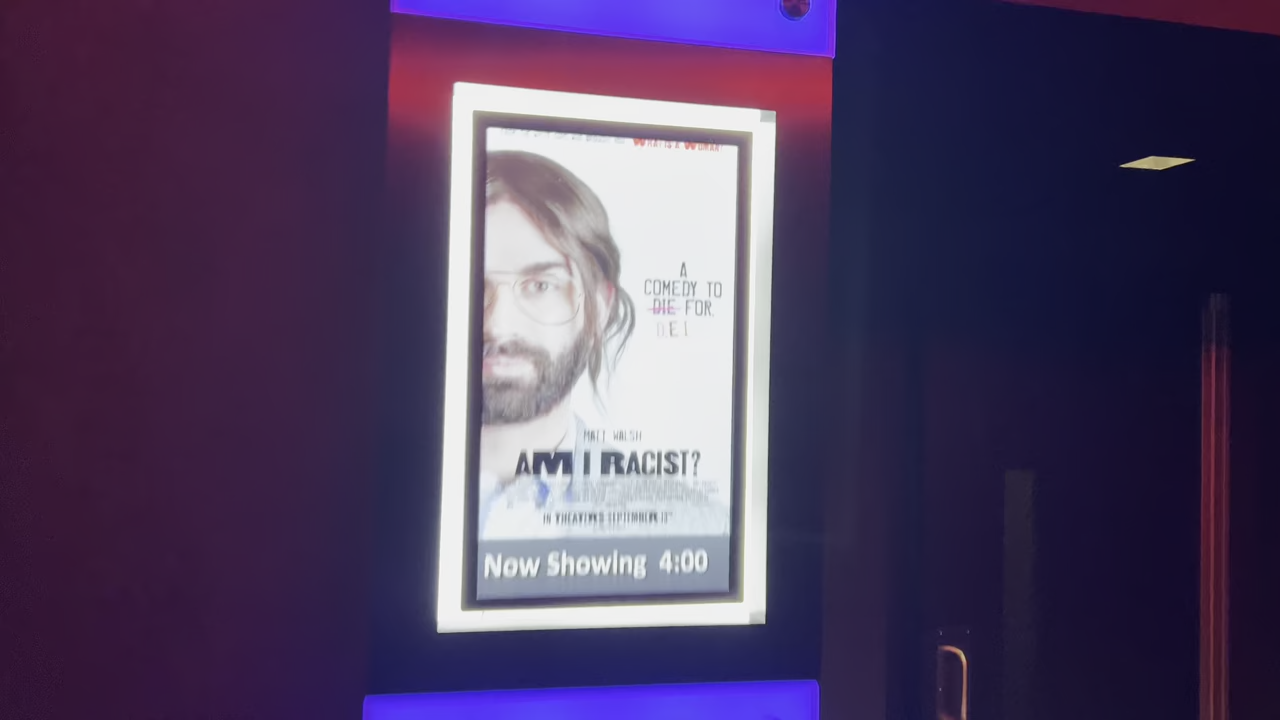 WHAT IS A WOMAN?
A
COMEDY TO
DIE FOR.
DEI
MATT WALSH
AM I RACIST?
IN THEATERS SEPTEMBER 13
Now Showing 4:00